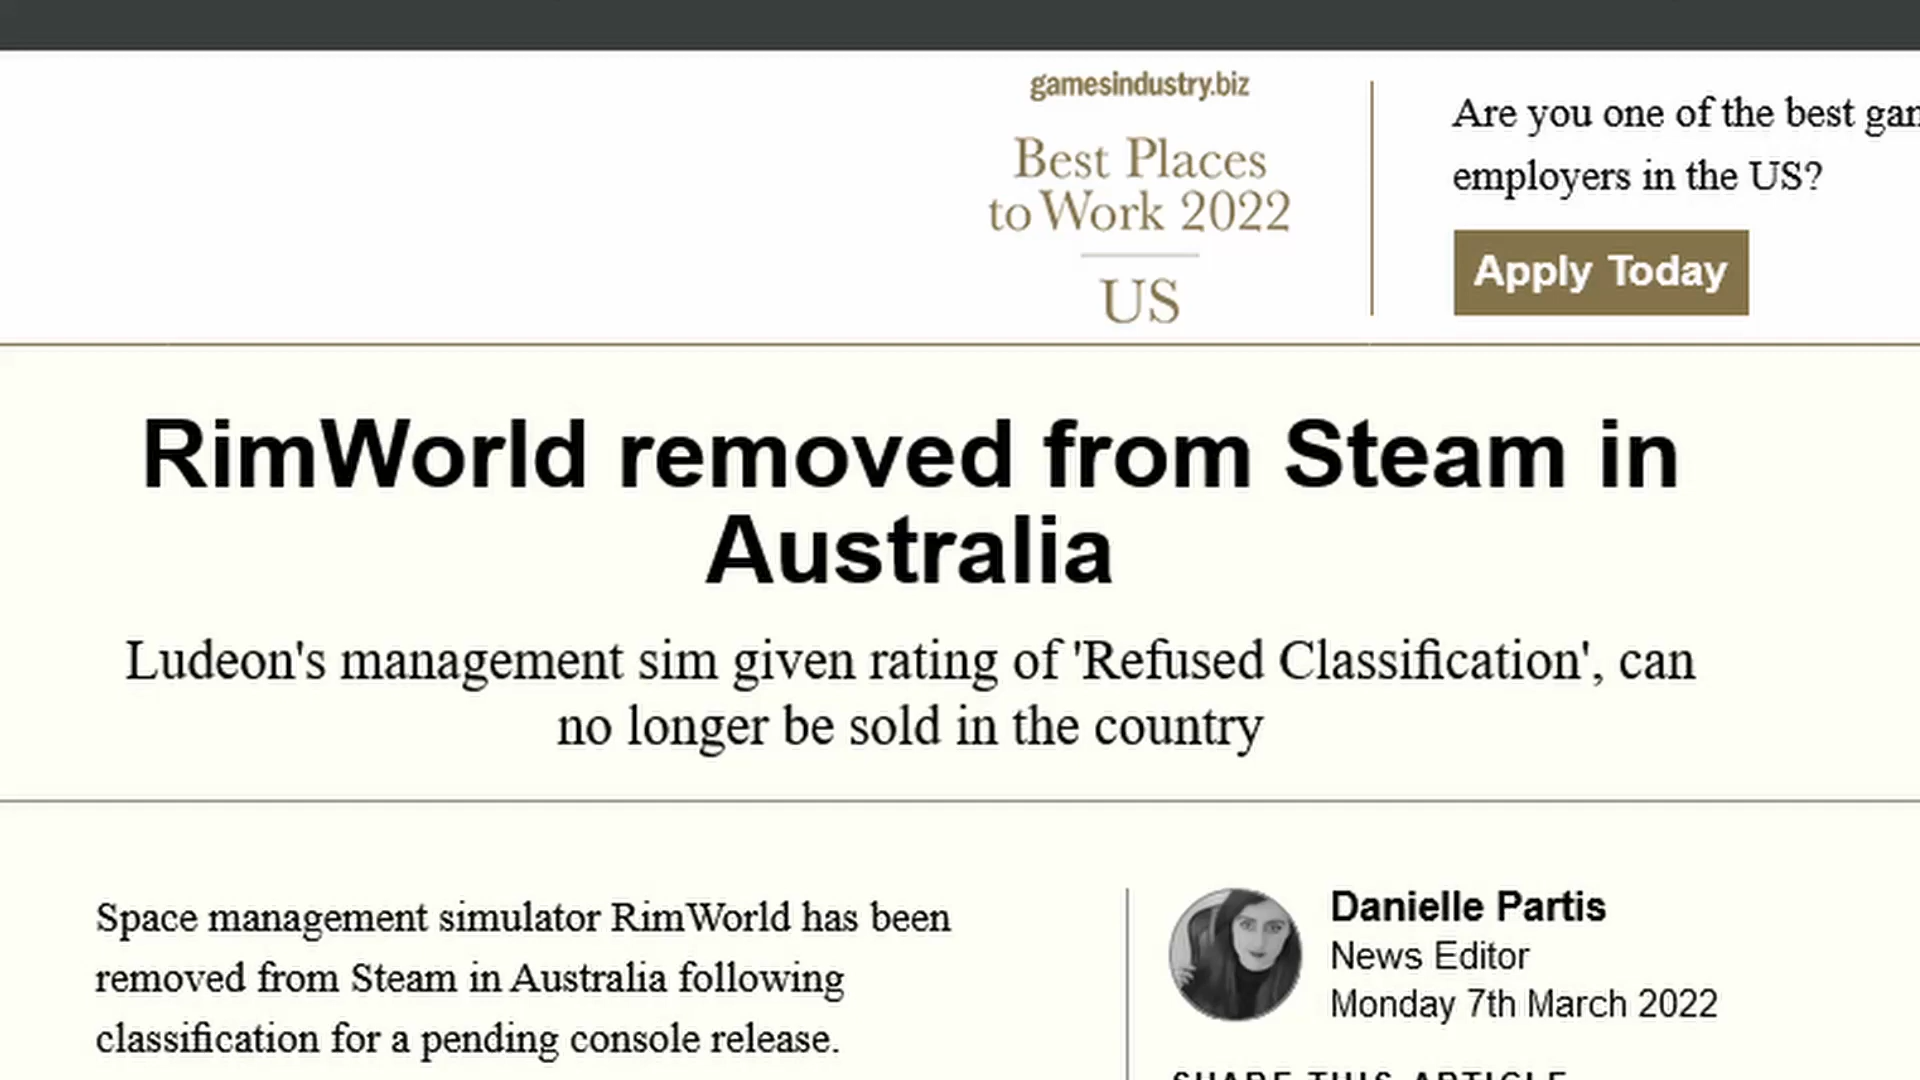 gamesindustry.biz
Best Places
to Work 2022
US
Are you one of the best
employers in the US?
Apply Today
RimWorld removed from Steam in
Australia
Ludeon's management sim given rating of 'Refused Classification', can
no longer be sold in the country
Space management simulator RimWorld has been
removed from Steam in Australia following
classification for a pending console release.
Danielle Partis
News Editor
Monday 7th March 2022
SHARE THIS ARTICLE